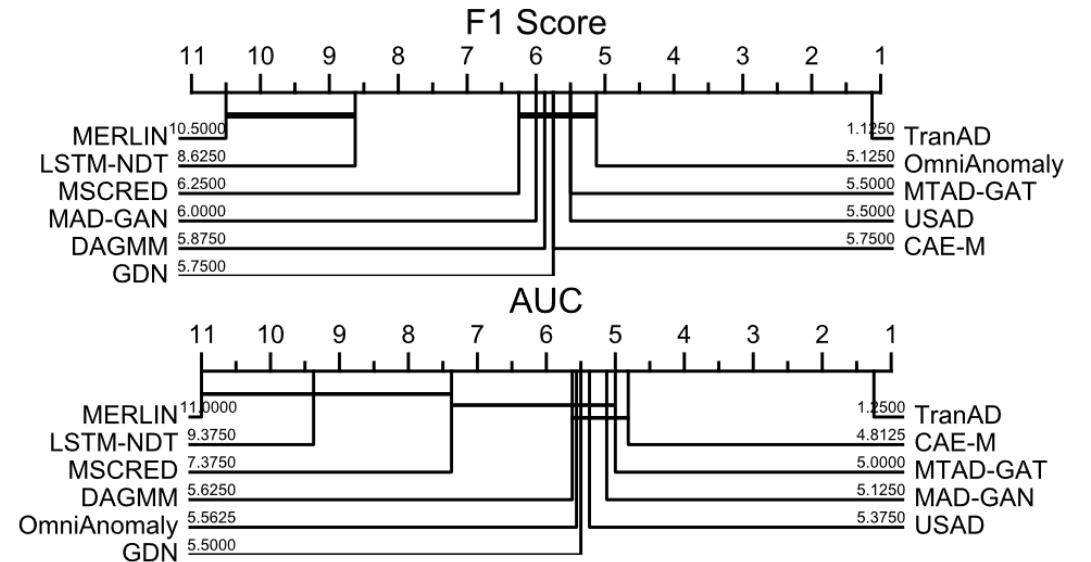 F1 Score
11 10 9 8 7 6 5 4 3 2 1
MERLIN 10.5000 1.1250 TranAD
LSTM-NDT 8.6250 5.1250 OmniAnomaly
MSCRED 6.2500 5.5000 MTAD-GAT
MAD-GAN 6.0000 5.5000 USAD
DAGMM 5.8750 5.7500 CAE-M
GDN 5.7500
AUC
11 10 9 8 7 6 5 4 3 2 1
MERLIN 11.0000 1.2500 TranAD
LSTM-NDT 9.3750 4.8125 CAE-M
MSCRED 7.3750 5.0000 MTAD-GAT
DAGMM 5.6250 5.1250 MAD-GAN
OmniAnomaly 5.5625 5.3750 USAD
GDN 5.5000